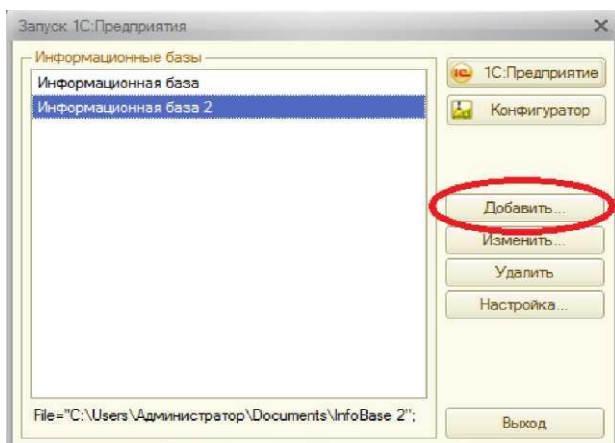 Запуск 1С:Предприятия
Информационные базы
Информационная база
Информационная база 2
1С:Предприятие
Конфигуратор
Добавить...
Изменить...
Удалить
Настройка...
File="C:\Users\Администратор\Documents\InfoBase 2";
Выход